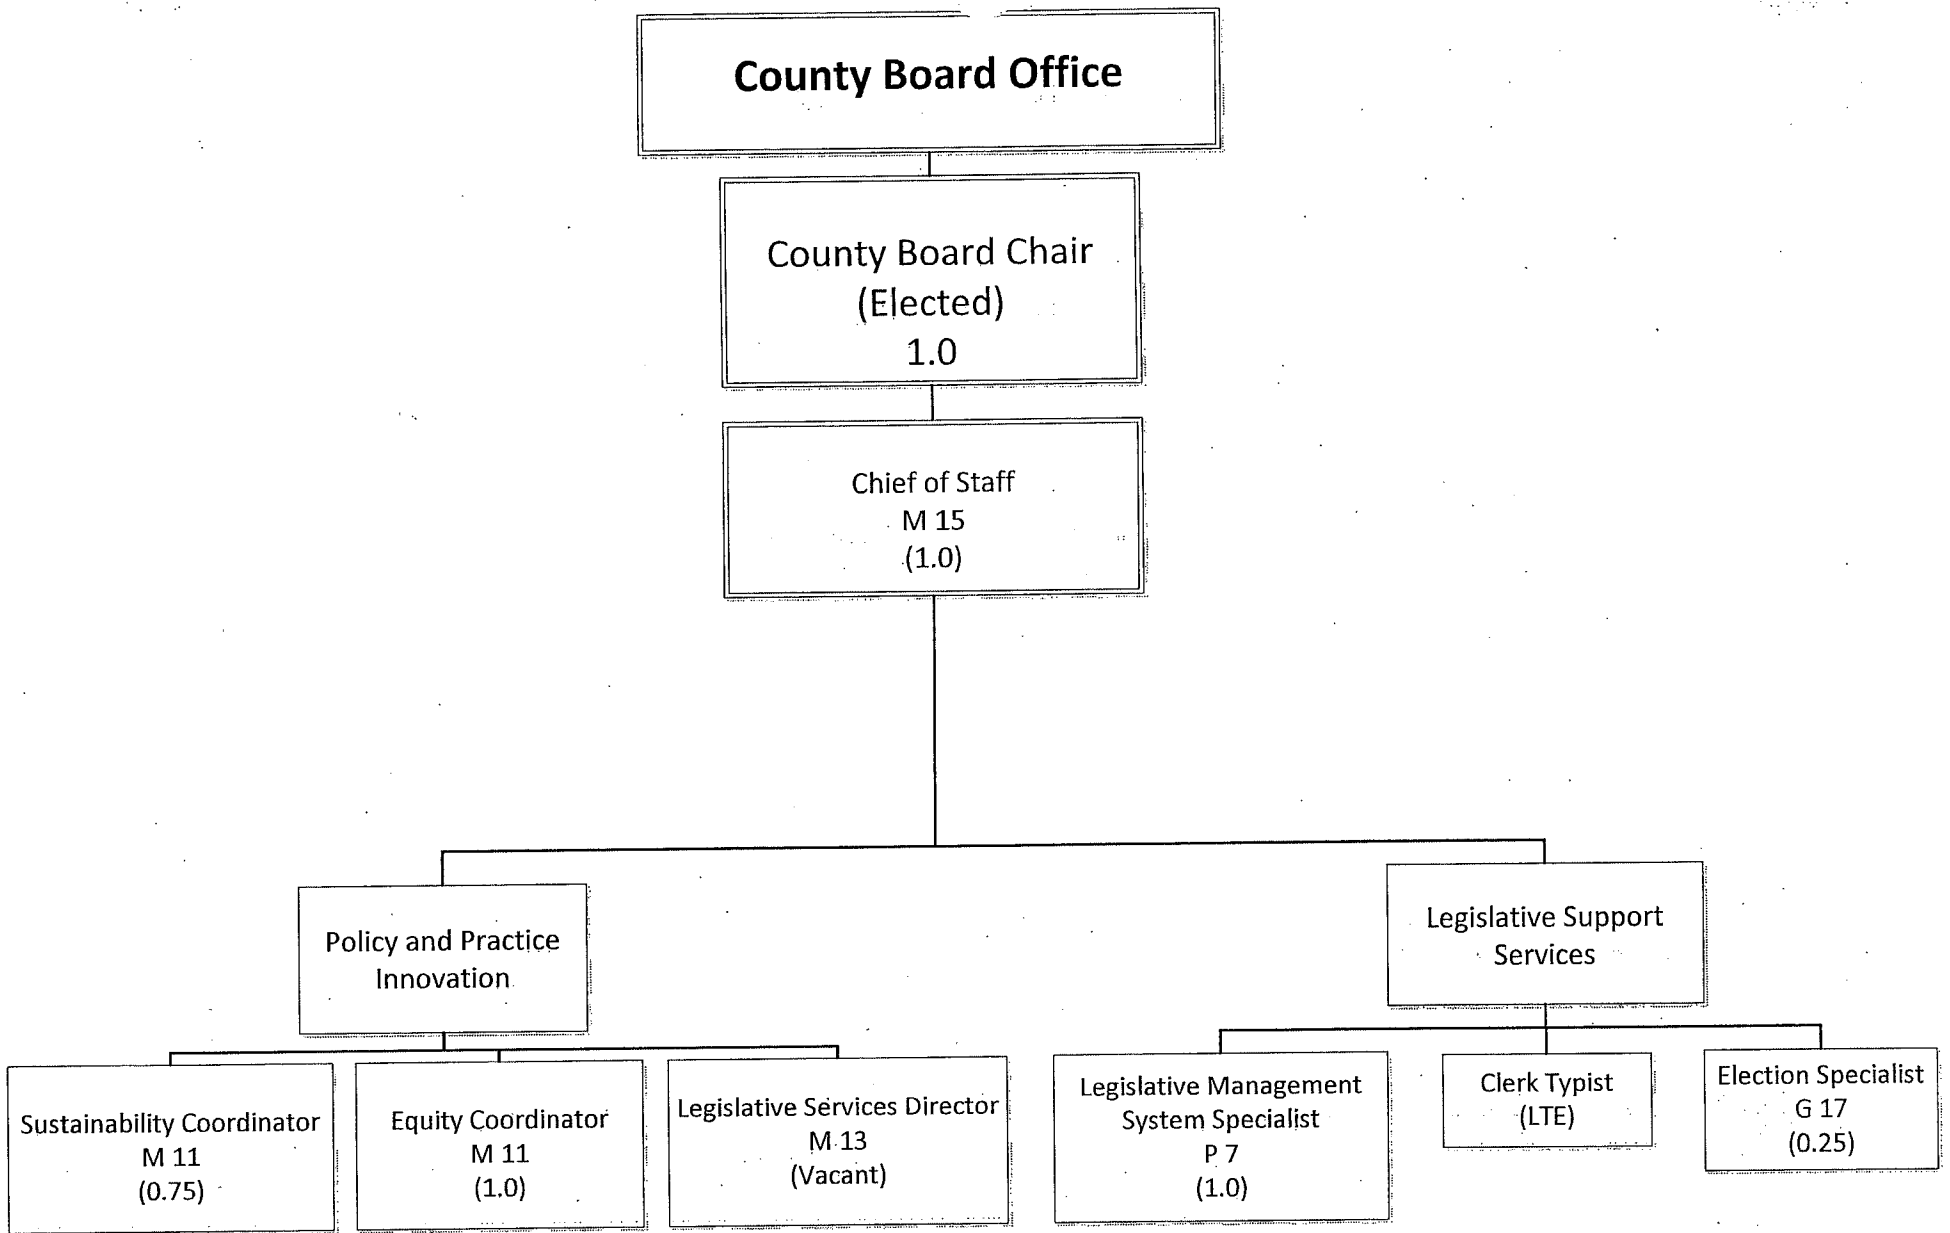 County Board Office
County Board Chair
(Elected)
1.0
Chief of Staff
M 15
(1.0)
Policy and Practice
Innovation
Legislative Support
Services
Sustainability Coordinator
M 11
(0.75)
Equity Coordinator
M 11
(1.0)
Legislative Services Director
M 13
(Vacant)
Legislative Management
System Specialist
P 7
(1.0)
Clerk Typist
(LTE)
Election Specialist
G 17
(0.25)